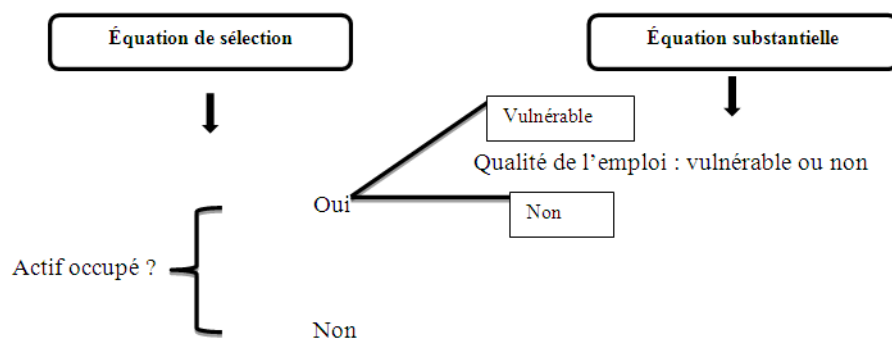 Équation de sélection
Équation substantielle
Vulnérable
Qualité de l'emploi : vulnérable ou non
Oui
Non
Actif occupé ?
Non